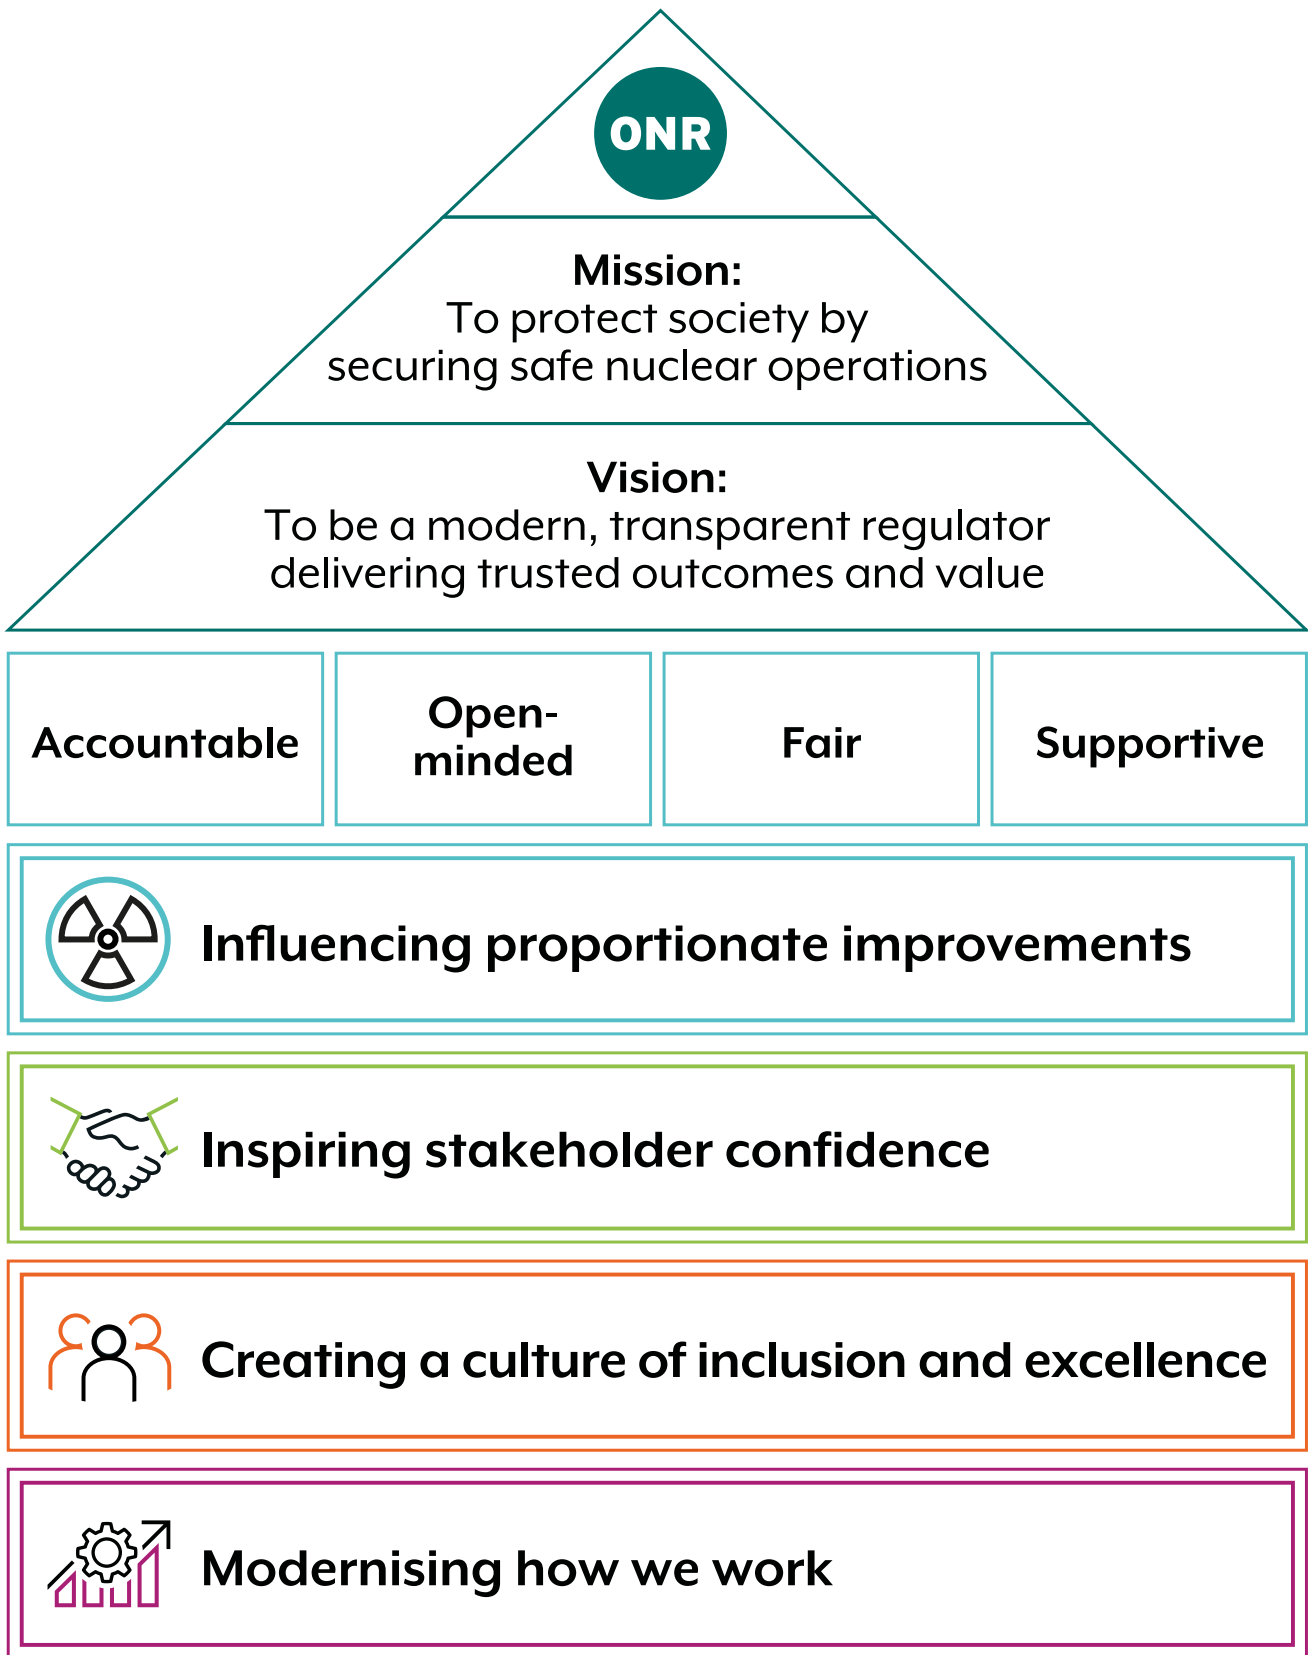 ONR
Mission:
To protect society by
securing safe nuclear operations
Vision:
To be a modern, transparent regulator
delivering trusted outcomes and value
Accountable
Open-
minded
Fair
Supportive
Influencing proportionate improvements
Inspiring stakeholder confidence
Creating a culture of inclusion and excellence
Modernising how we work